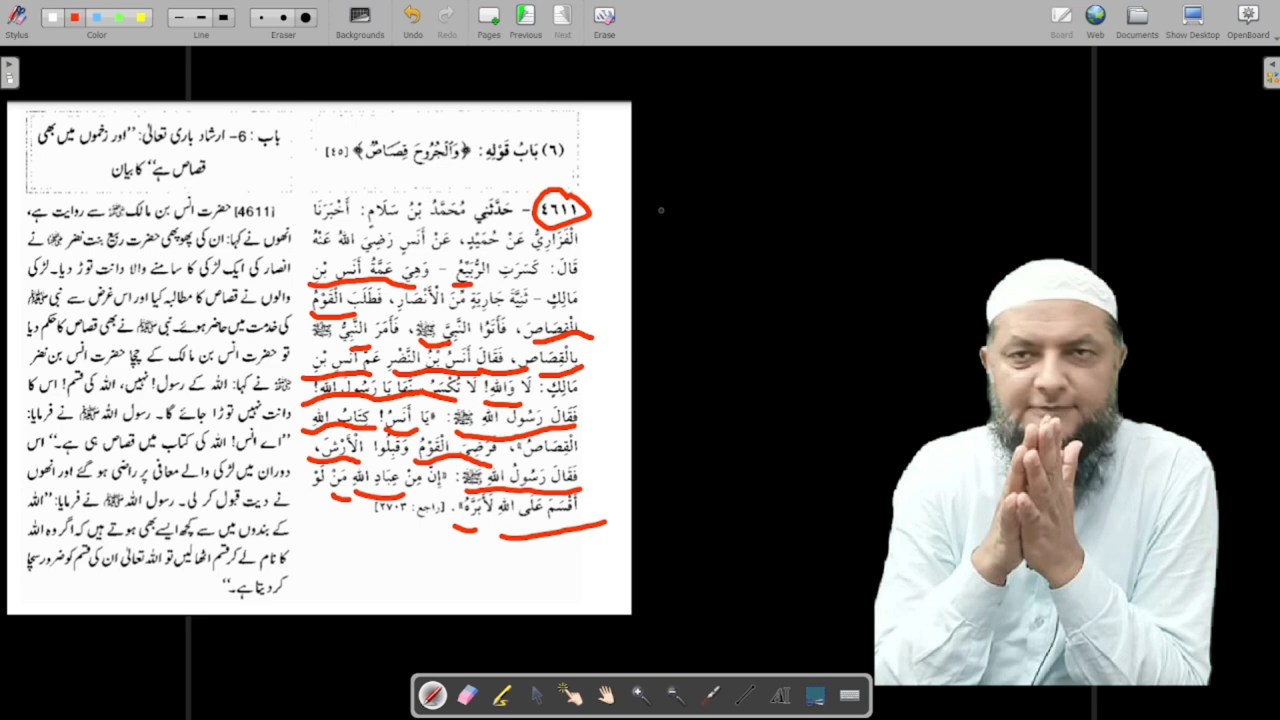 Stylus
Color
Line
Eraser
Backgrounds
Undo
Redo
Pages
Previous
Next
Erase
Board
Web
Documents
Show Desktop
OpenBoard
(٦) بَابُ قَوْلِهِ: ﴿وَالْجُرُوحَ قِصَاصٌ﴾ [٤٥]
٤٦١١ - حَدَّثَنِي مُحَمَّدُ بْنُ سَلَامٍ: أَخْبَرَنَا
الْفَزَارِيُّ عَنْ حُمَيْدٍ، عَنْ أَنَسٍ رَضِيَ اللهُ عَنْهُ
قَالَ: كَسَرَتِ الرُّبَيِّعُ - وَهِيَ عَمَّةُ أَنَسِ بْنِ
مَالِكٍ - ثَنِيَّةَ جَارِيَةٍ مِّنَ الْأَنْصَارِ، فَطَلَبَ الْقَوْمُ
الْقِصَاصَ، فَأَتَوُا النَّبِيَّ ﷺ، فَأَمَرَ النَّبِيُّ ﷺ
بِالْقِصَاصِ، فَقَالَ أَنَسُ بْنُ النَّضْرِ عَمُّ أَنَسِ بْنِ
مَالِكٍ: لَا وَاللهِ! لَا تُكْسَرُ سِنُّهَا يَا رَسُولَ اللهِ!
فَقَالَ رَسُولُ اللهِ ﷺ: «يَا أَنَسُ! كِتَابُ اللهِ
الْقِصَاصُ»، فَرَضِيَ الْقَوْمُ وَقَبِلُوا الْأَرْشَ،
فَقَالَ رَسُولُ اللهِ ﷺ: «إِنَّ مِنْ عِبَادِ اللهِ مَنْ لَوْ
أَقْسَمَ عَلَى اللهِ لَأَبَرَّهُ». [راجع: ٢٧٠٣]
باب: 6- ارشاد باری تعالیٰ: ”اور زخموں میں بھی
قصاص ہے“ کا بیان
[4611] حضرت انس بن مالک ﷜ سے روایت ہے،
انھوں نے کہا: ان کی پھوپھی حضرت ربیع بنت نضر ﷞ نے
انصار کی ایک لڑکی کا سامنے والا دانت توڑ دیا۔ لڑکی
والوں نے قصاص کا مطالبہ کیا اور اس غرض سے نبی ﷺ
کی خدمت میں حاضر ہوئے۔ نبی ﷺ نے بھی قصاص کا حکم دیا
تو حضرت انس بن مالک کے چچا حضرت انس بن نضر
﷜ نے کہا: اللہ کے رسول! نہیں، اللہ کی قسم! اس کا
دانت نہیں توڑا جائے گا۔ رسول اللہ ﷺ نے فرمایا:
”اے انس! اللہ کی کتاب میں قصاص ہی ہے۔“ اس
دوران میں لڑکی والے معافی پر راضی ہو گئے اور انھوں
نے دیت قبول کر لی۔ رسول اللہ ﷺ نے فرمایا: ”اللہ
کے بندوں میں سے کچھ ایسے بھی ہوتے ہیں کہ اگر وہ اللہ
کا نام لے کر قسم اٹھا لیں تو اللہ تعالیٰ ان کی قسم کو ضرور سچا
کر دیتا ہے۔“